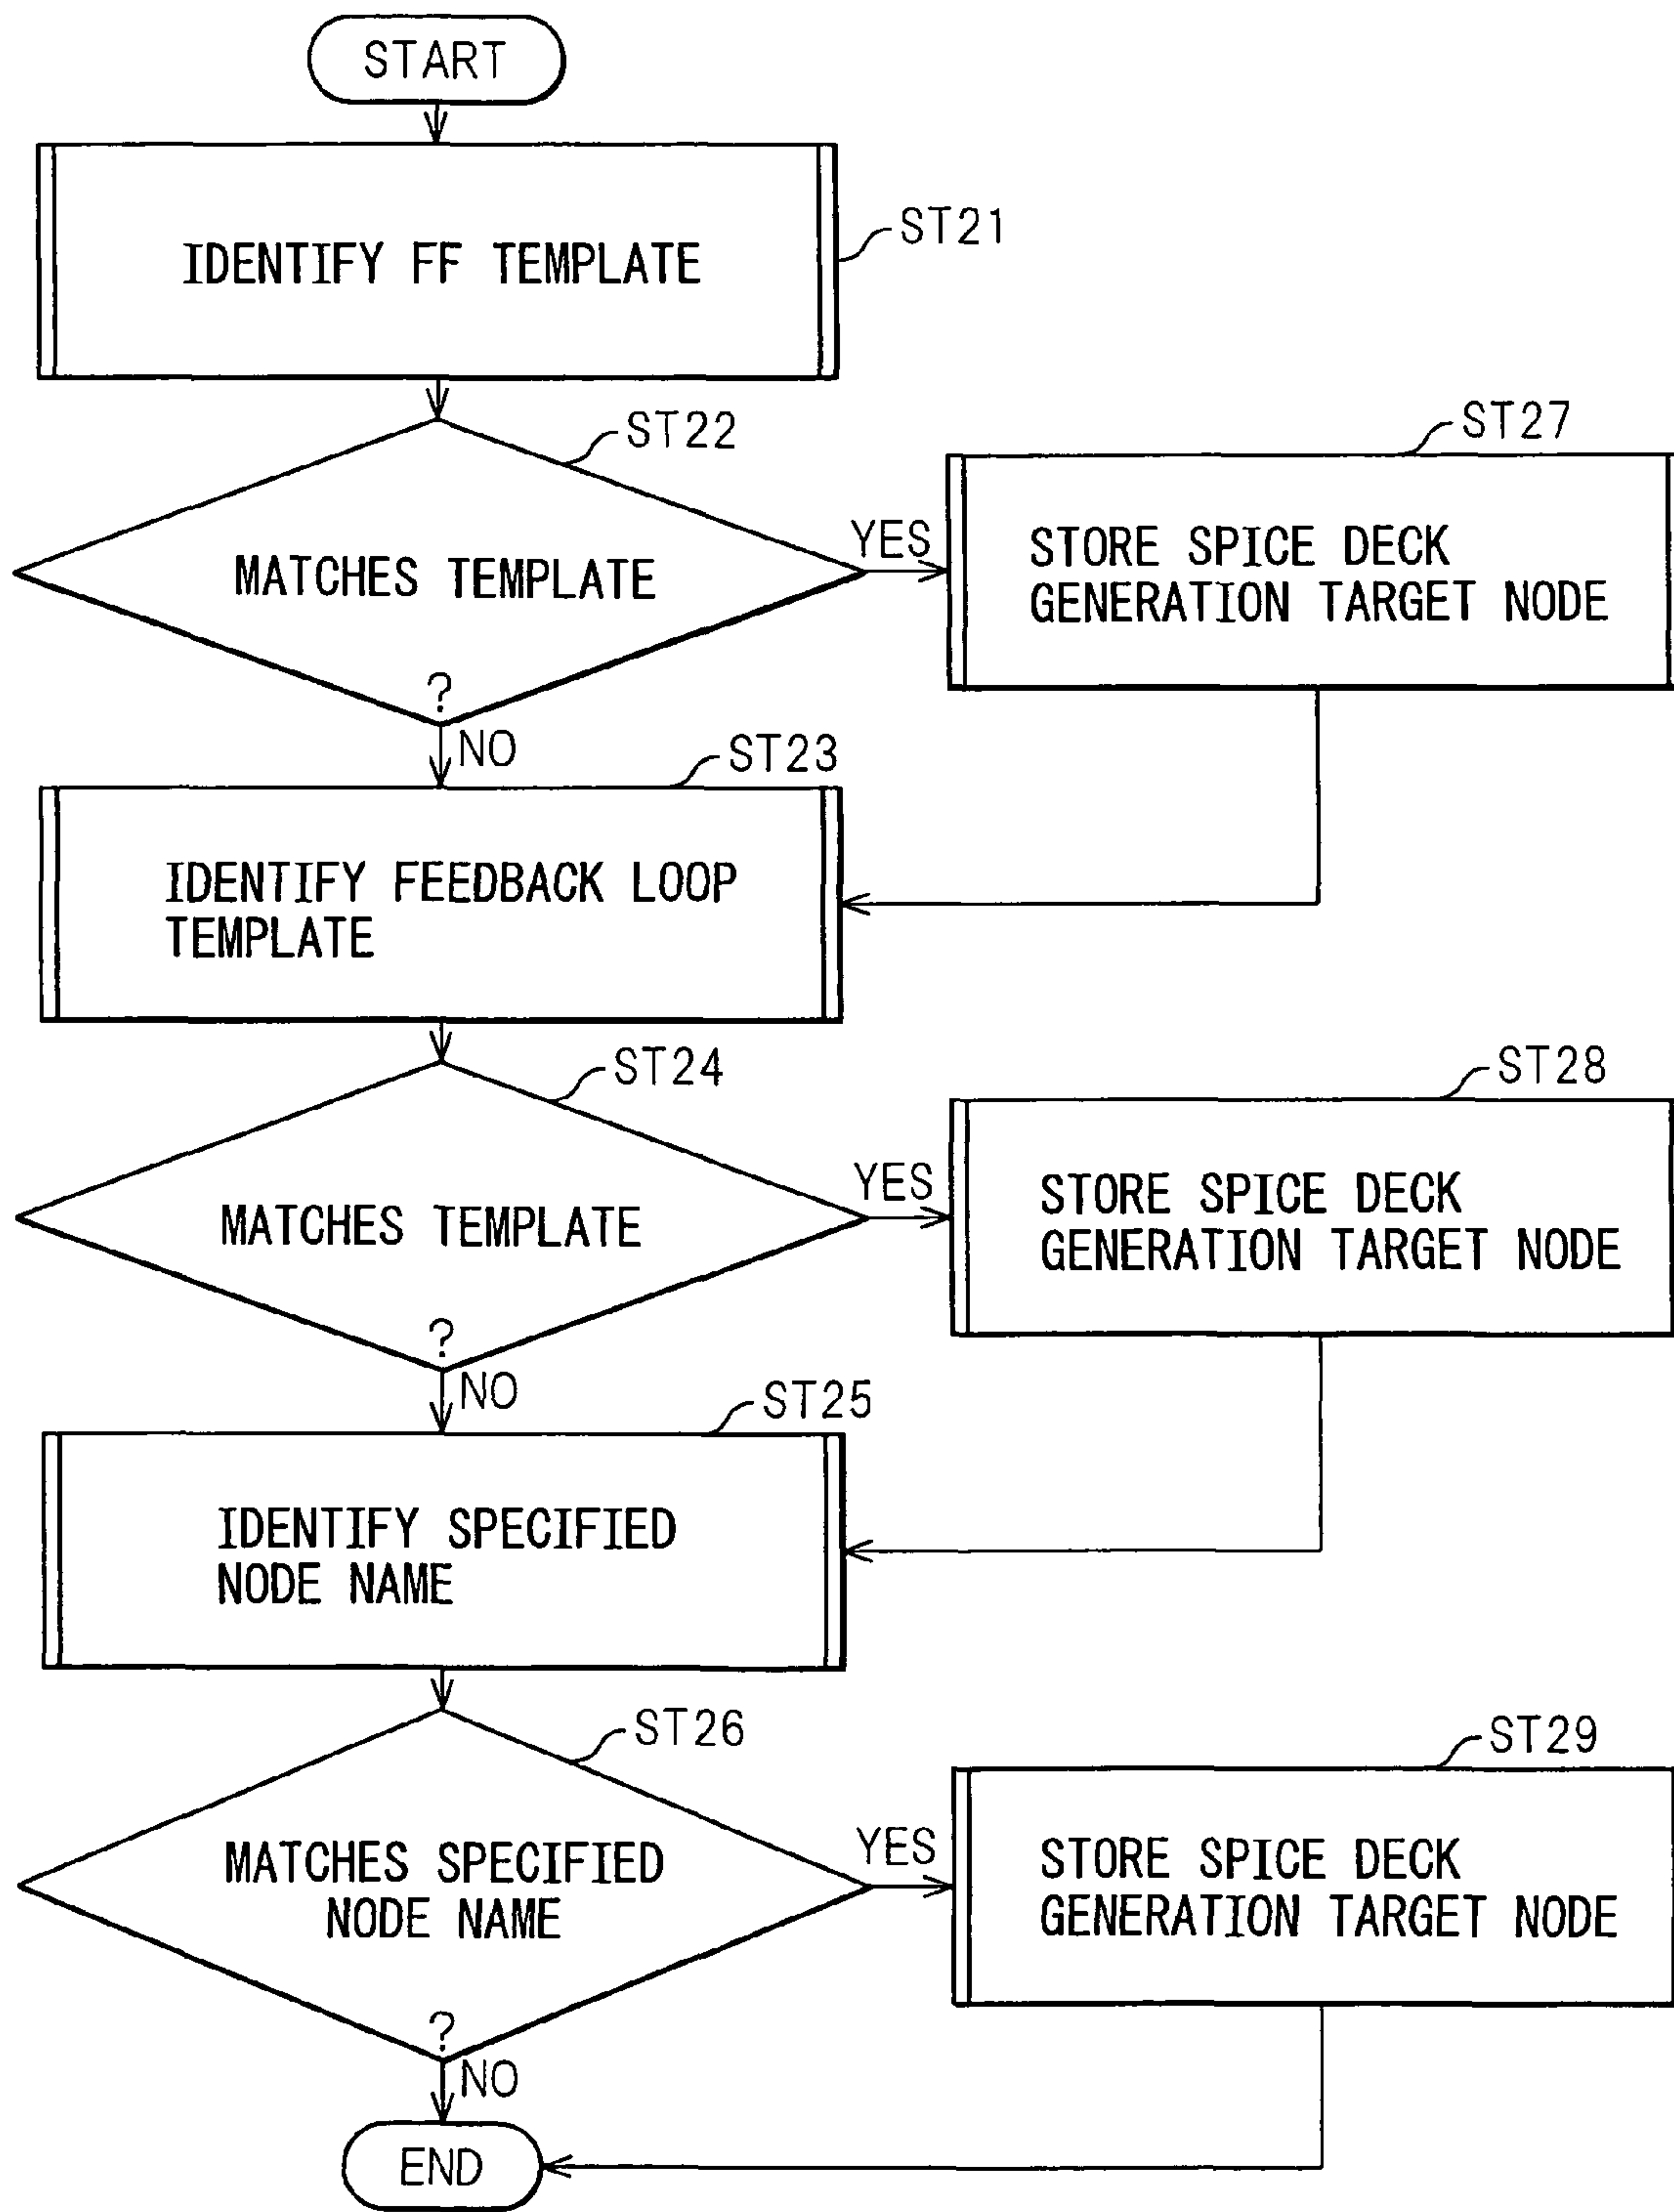 START
IDENTIFY FF TEMPLATE
ST21
ST22
MATCHES TEMPLATE
?
YES
NO
ST27
STORE SPICE DECK
GENERATION TARGET NODE
ST23
IDENTIFY FEEDBACK LOOP
TEMPLATE
ST24
MATCHES TEMPLATE
?
YES
NO
ST28
STORE SPICE DECK
GENERATION TARGET NODE
ST25
IDENTIFY SPECIFIED
NODE NAME
ST26
MATCHES SPECIFIED
NODE NAME
?
YES
NO
ST29
STORE SPICE DECK
GENERATION TARGET NODE
END